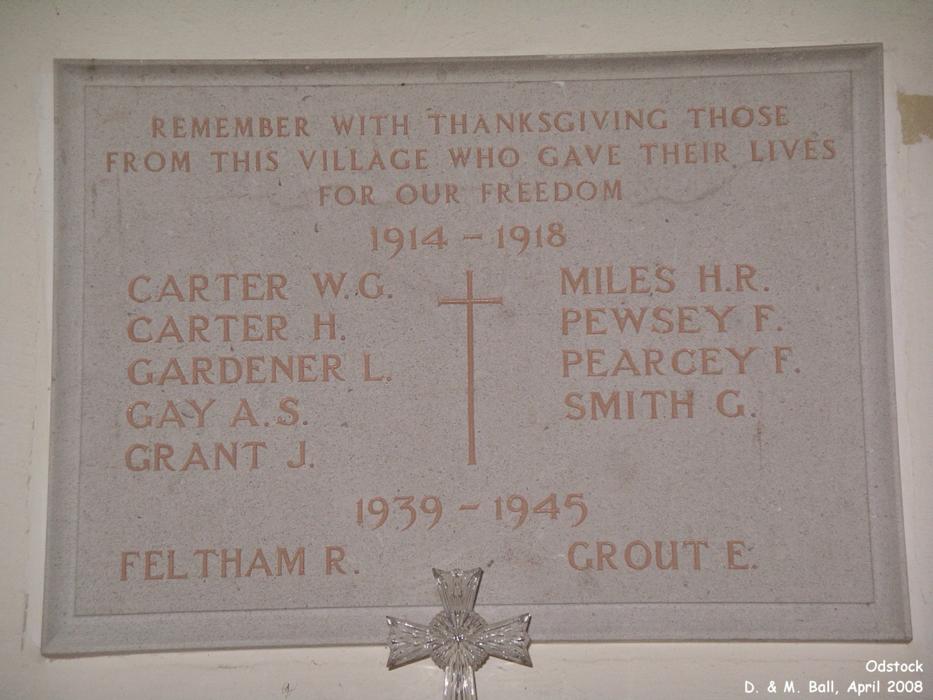 REMEMBER WITH THANKSGIVING THOSE
FROM THIS VILLAGE WHO GAVE THEIR LIVES
FOR OUR FREEDOM
1914 - 1918
CARTER W.G.
CARTER H.
GARDENER L.
GAY A.S.
GRANT J.
MILES H.R.
PEWSEY F.
PEARCEY F.
SMITH G.
1939 - 1945
FELTHAM R. GROUT E.
Odstock
D. & M. Ball, April 2008